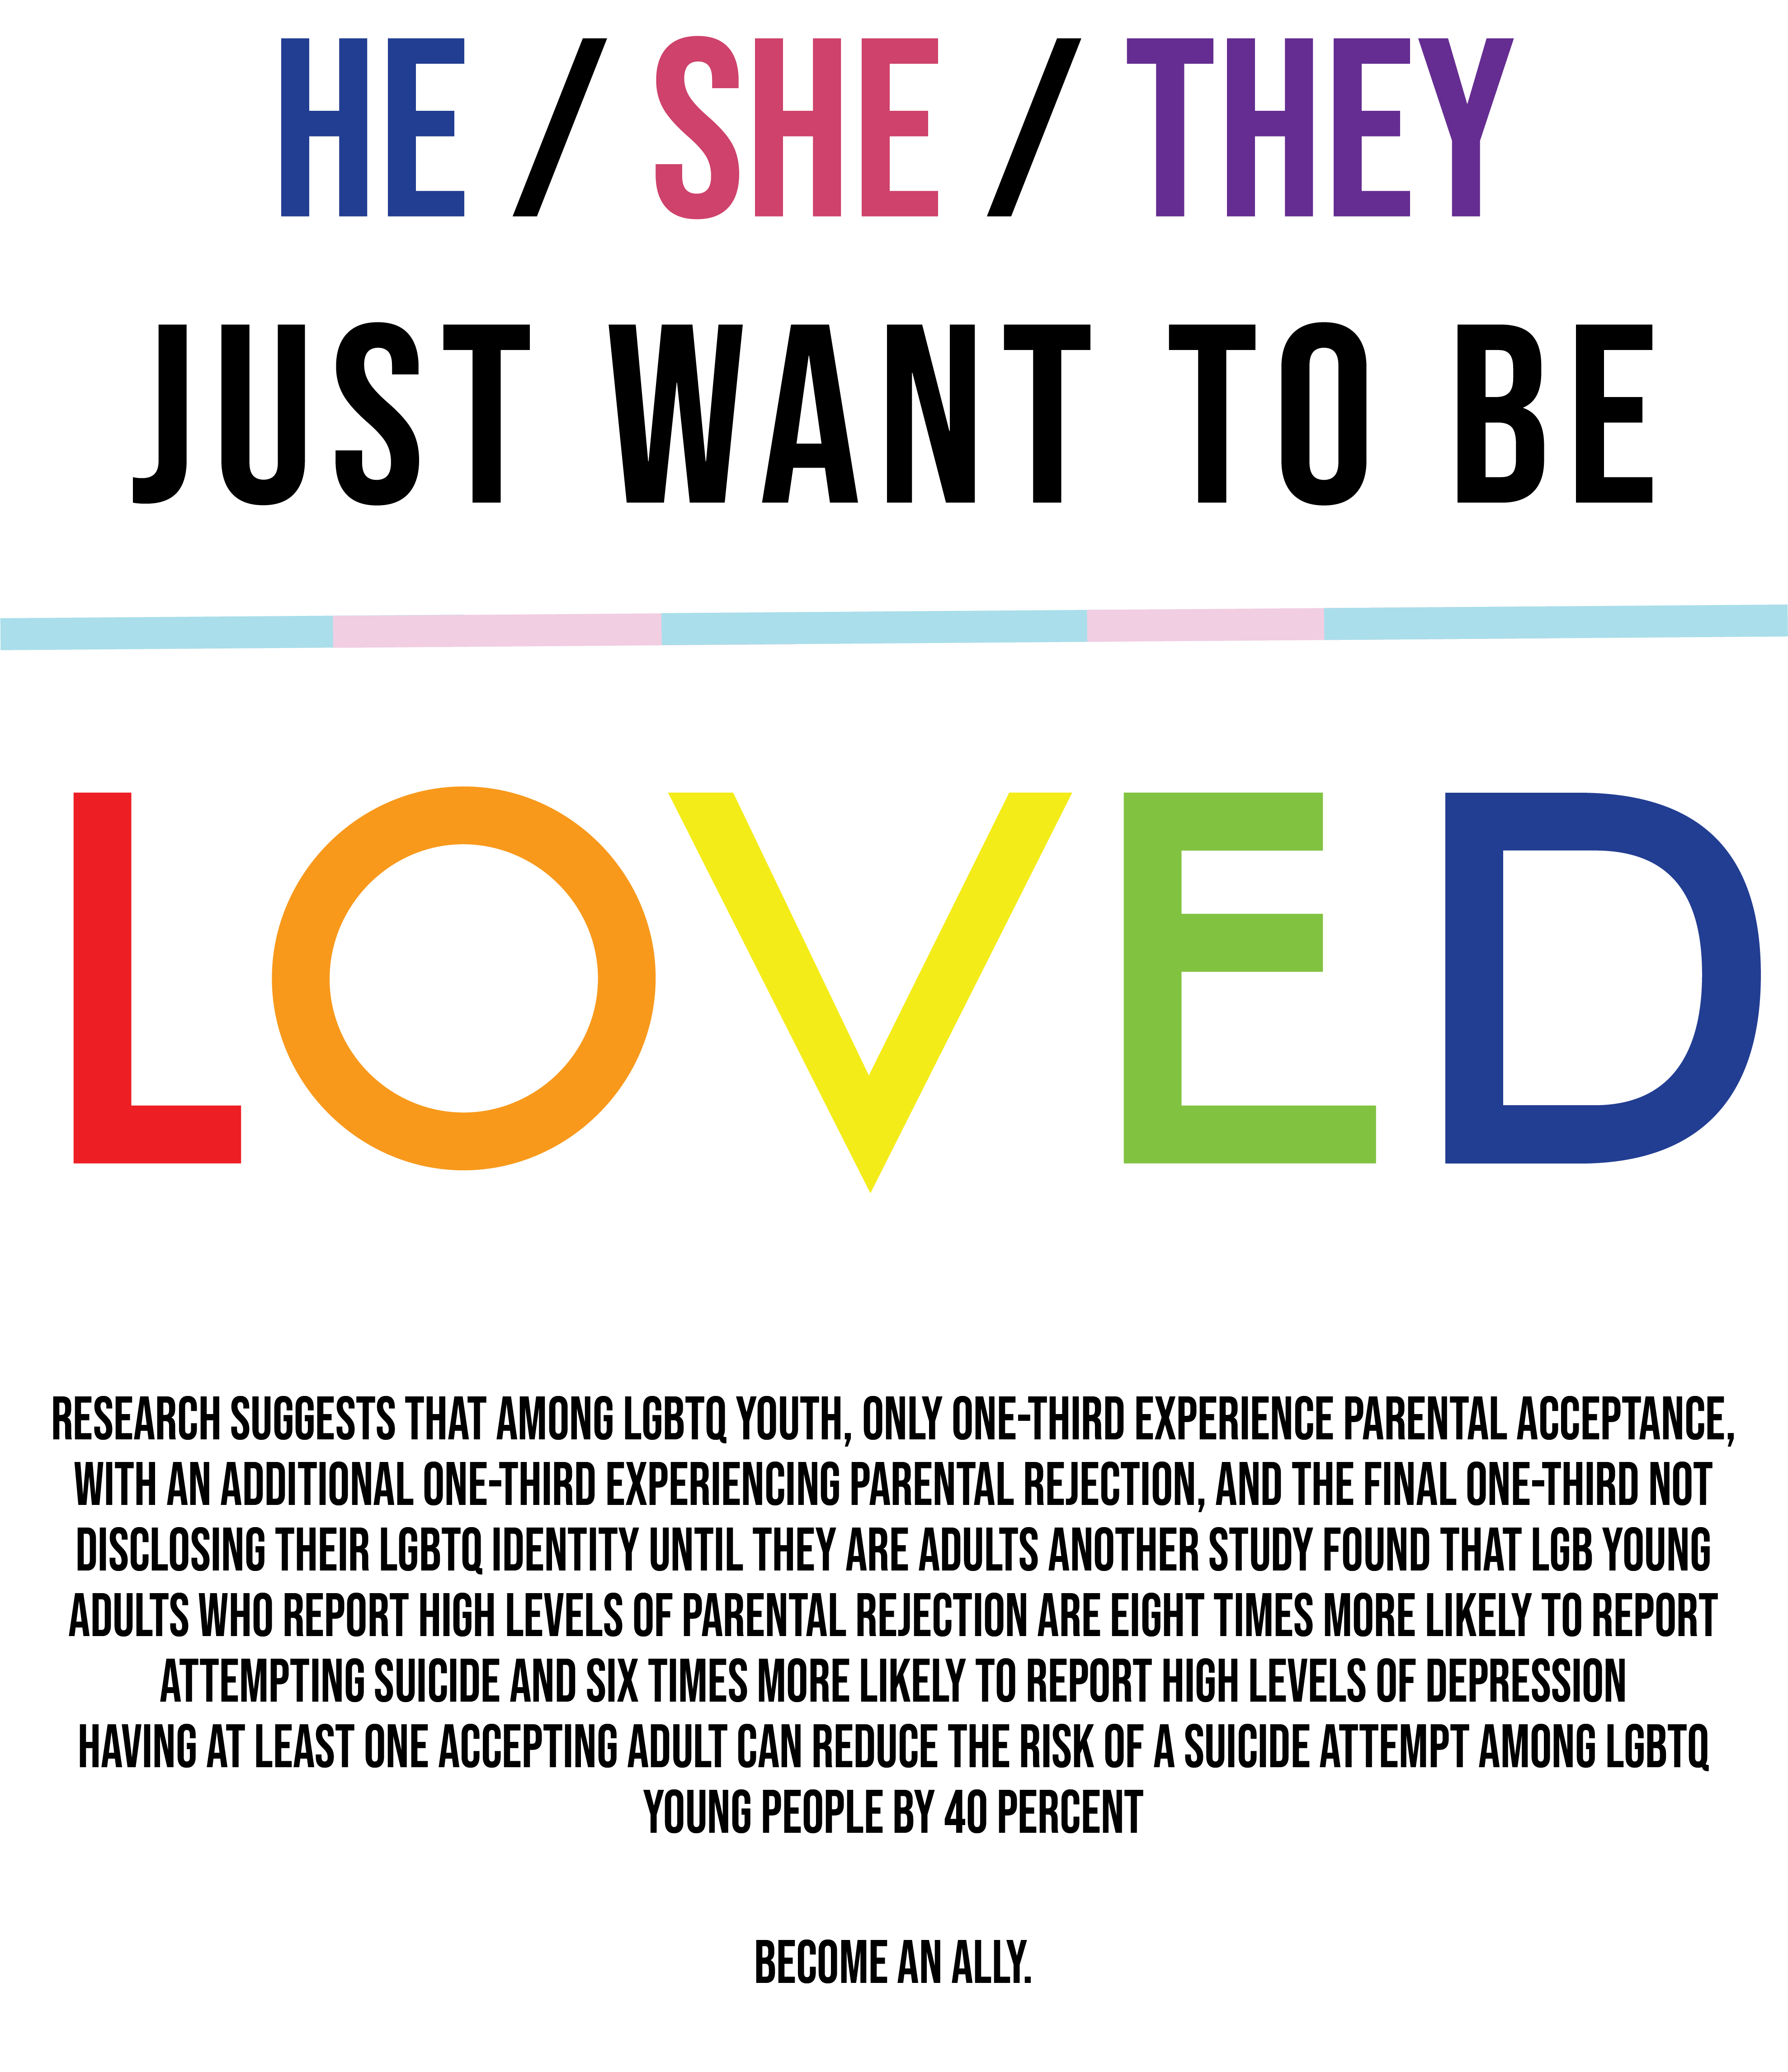 HE / SHE / THEY
JUST WANT TO BE
LOVED
RESEARCH SUGGESTS THAT AMONG LGBTQ YOUTH, ONLY ONE-THIRD EXPERIENCE PARENTAL ACCEPTANCE,
WITH AN ADDITIONAL ONE-THIRD EXPERIENCING PARENTAL REJECTION, AND THE FINAL ONE-THIRD NOT
DISCLOSING THEIR LGBTQ IDENTITY UNTIL THEY ARE ADULTS ANOTHER STUDY FOUND THAT LGB YOUNG
ADULTS WHO REPORT HIGH LEVELS OF PARENTAL REJECTION ARE EIGHT TIMES MORE LIKELY TO REPORT
ATTEMPTING SUICIDE AND SIX TIMES MORE LIKELY TO REPORT HIGH LEVELS OF DEPRESSION
HAVING AT LEAST ONE ACCEPTING ADULT CAN REDUCE THE RISK OF A SUICIDE ATTEMPT AMONG LGBTQ
YOUNG PEOPLE BY 40 PERCENT
BECOME AN ALLY.